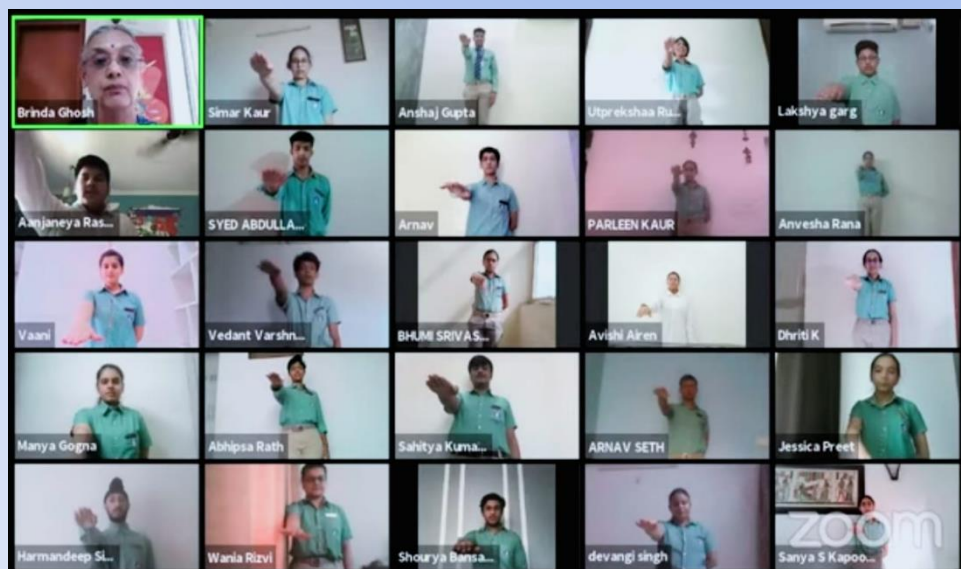 Brinda Ghosh
Simar Kaur
Anshaj Gupta
Utprekshaa Ru...
Lakshya garg
Aanjaneya Ras...
SYED ABDULLA...
Arnav
PARLEEN KAUR
Anvesha Rana
Vaani
Vedant Varshn...
BHUMI SRIVAS...
Avishi Airen
Dhriti K
Manya Gogna
Abhipsa Rath
Sahitya Kuma...
ARNAV SETH
Jessica Preet
Harmandeep Si...
Wania Rizvi
Shourya Bansa...
devangi singh
Sanya S Kapoo...
zoom